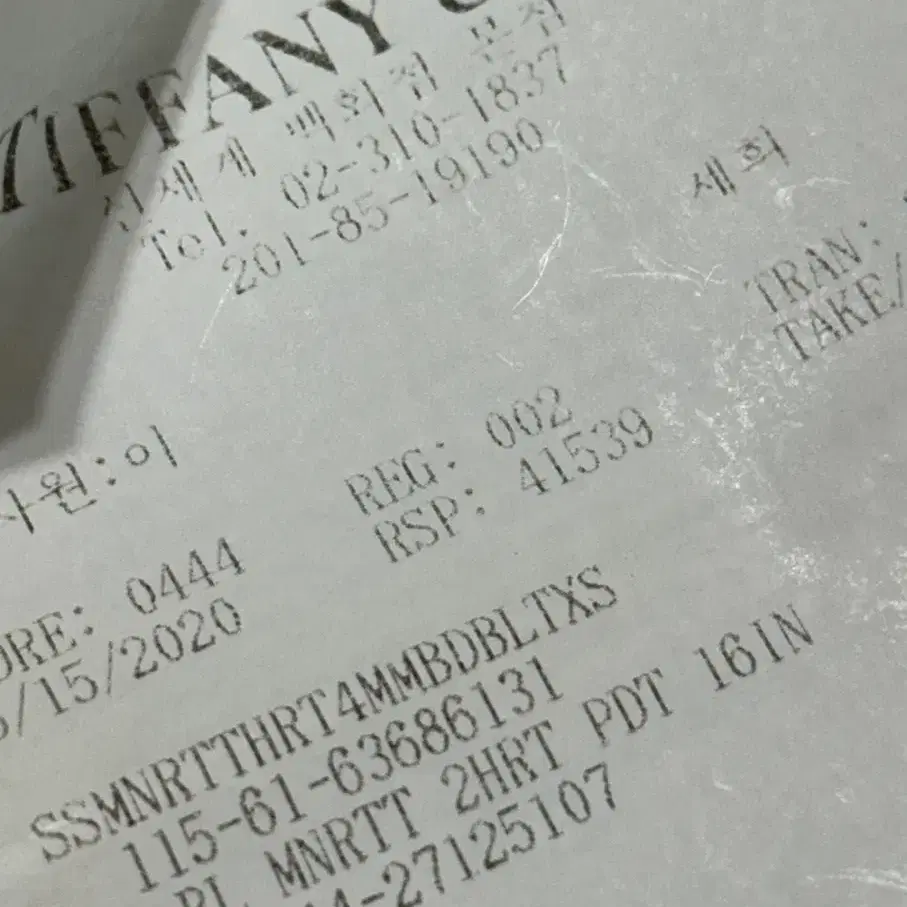 TIFFANY
신세계 백화점 본점
Tel. 02-310-1837
201-85-19190
세희
TRAN:
TAKE/
사원:이
REG: 002
RSP: 41539
ORE: 0444
/15/2020
SSMNRTTHRT4MMBDBLTXS
115-61-63686131
MNRTT 2HRT PDT 16IN
4-27125107